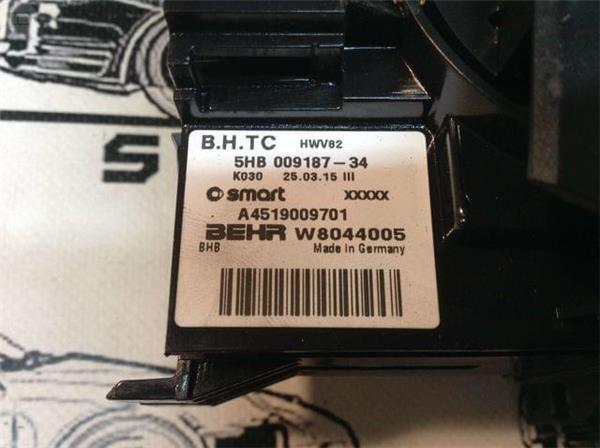 B.H.TC HWV82
5HB 009187-34
K030 25.03.15 III
smart xxxxx
A4519009701
BEHR W8044005
BHB Made in Germany
S